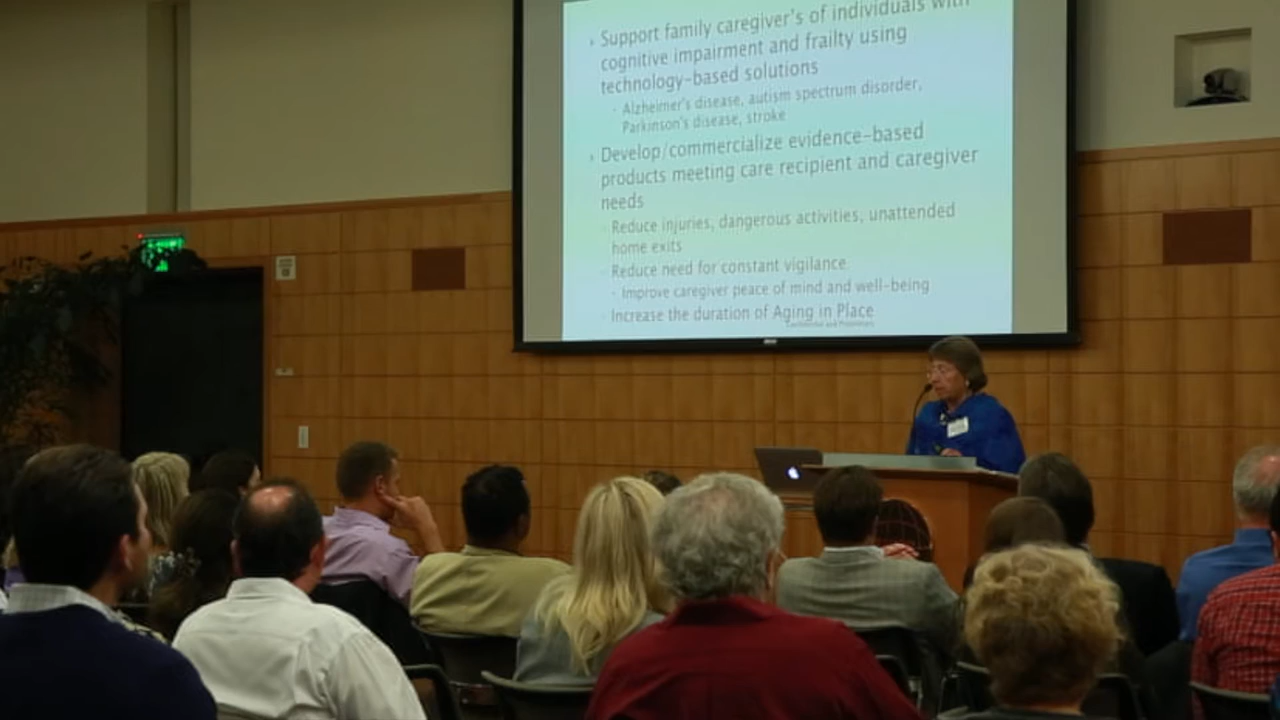 Support family caregiver's of individuals with
cognitive impairment and frailty using
technology-based solutions
Alzheimer's disease, autism spectrum disorder,
Parkinson's disease, stroke
Develop/commercialize evidence-based
products meeting care recipient and caregiver
needs
Reduce injuries, dangerous activities, unattended
home exits
Reduce need for constant vigilance
Improve caregiver peace of mind and well-being
Increase the duration of Aging in Place
Confidential and Proprietary